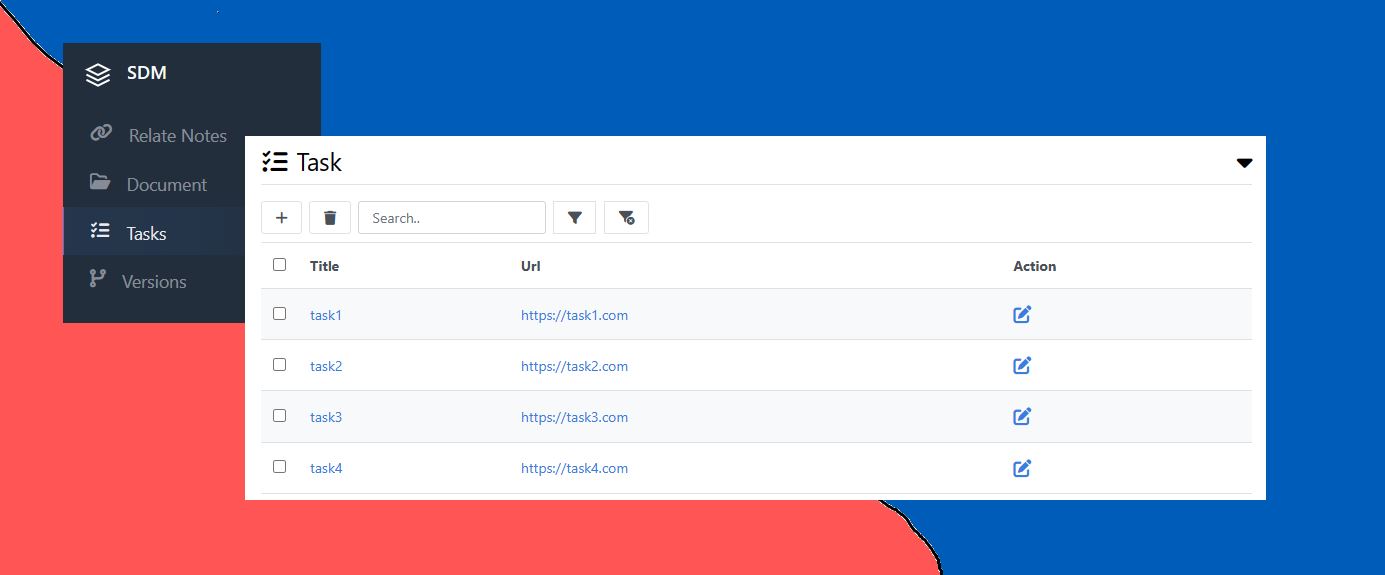 SDM
Relate Notes
Document
Tasks
Versions
Task
Search..
Title Url Action
task1 https://task1.com
task2 https://task2.com
task3 https://task3.com
task4 https://task4.com